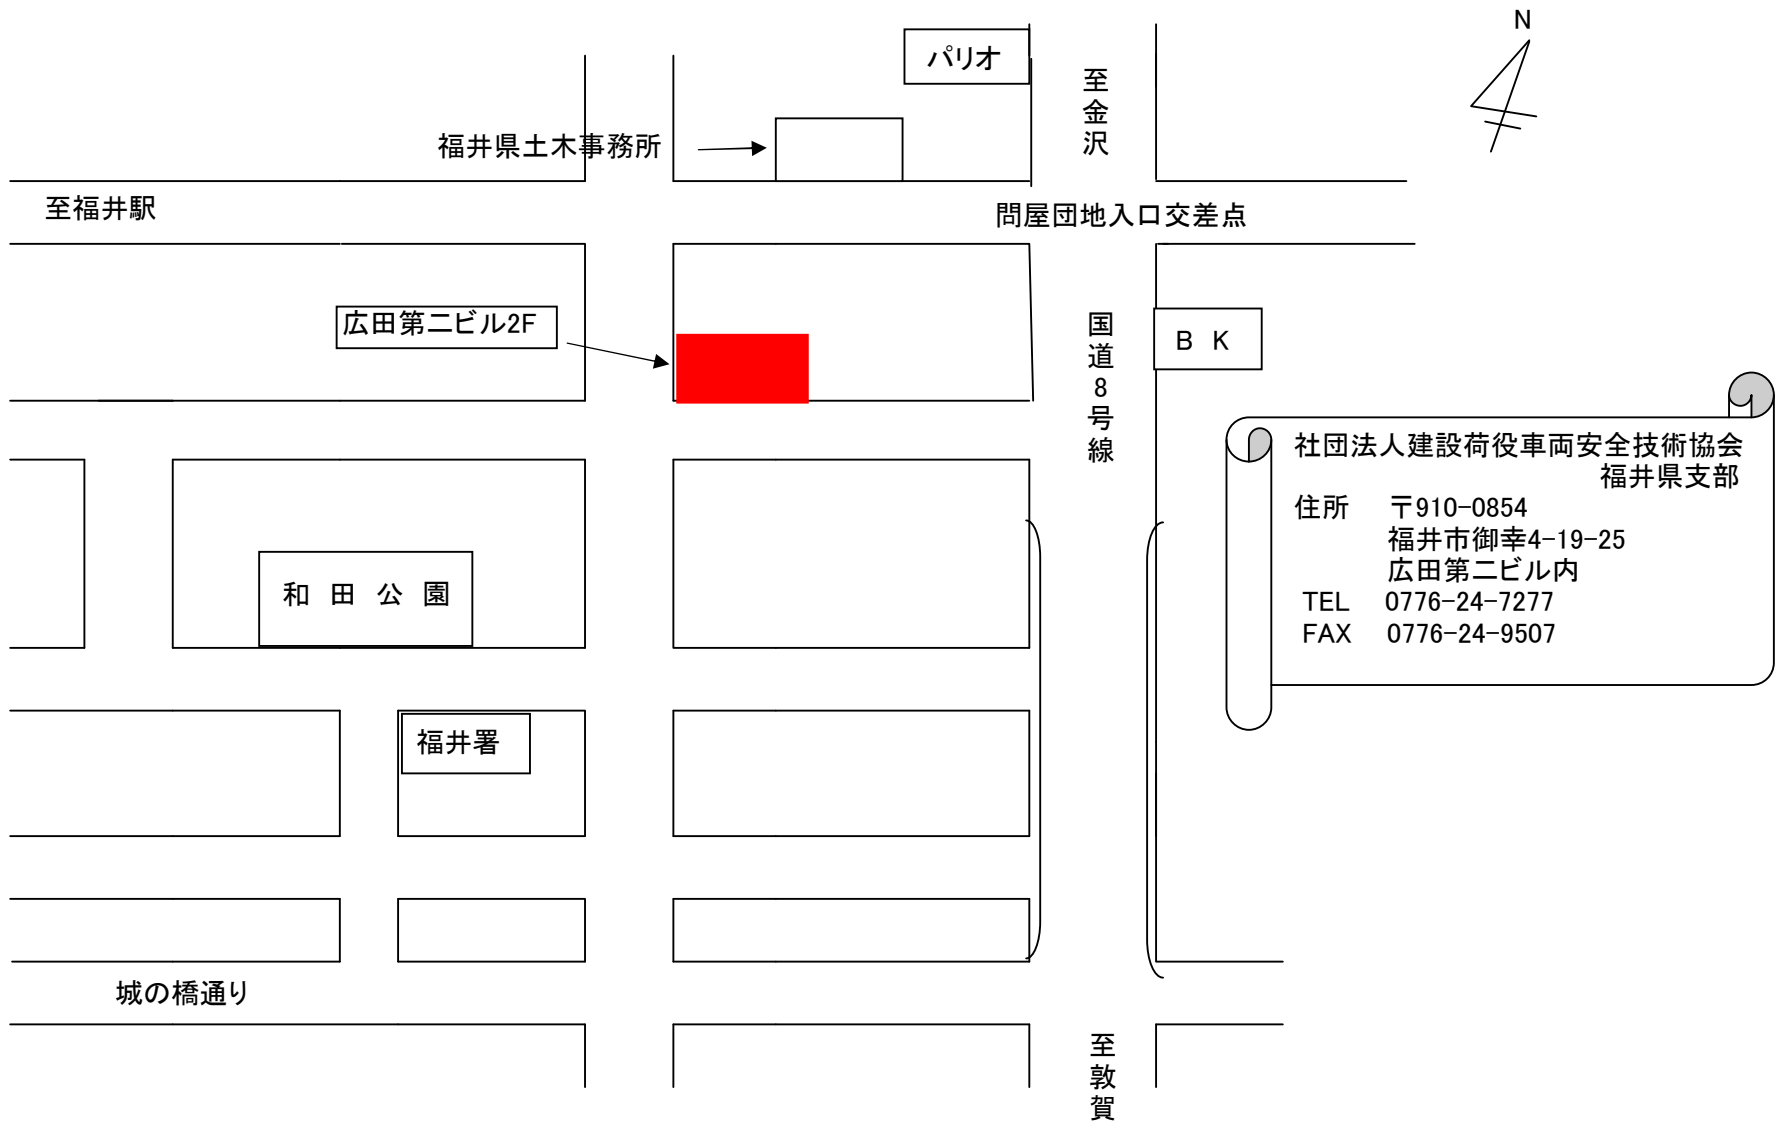 N
パリオ
至金沢
福井県土木事務所
至福井駅
問屋団地入口交差点
広田第二ビル2F
国道8号線
B K
社団法人建設荷役車両安全技術協会
福井県支部
住所 〒910-0854
福井市御幸4-19-25
広田第二ビル内
TEL 0776-24-7277
FAX 0776-24-9507
和 田 公 園
福井署
城の橋通り
至敦賀